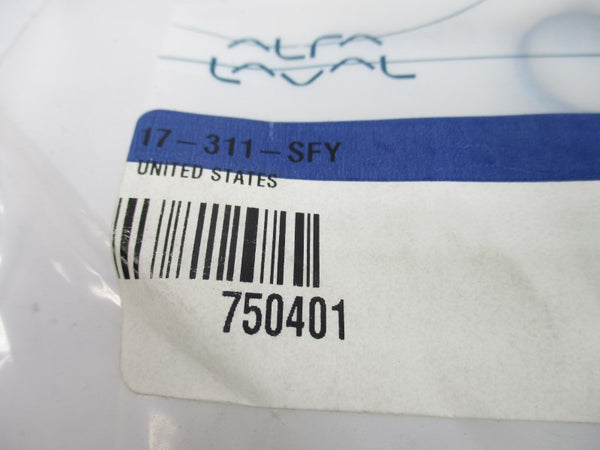 ALFA
LAVAL
17-311-SFY
UNITED STATES
750401